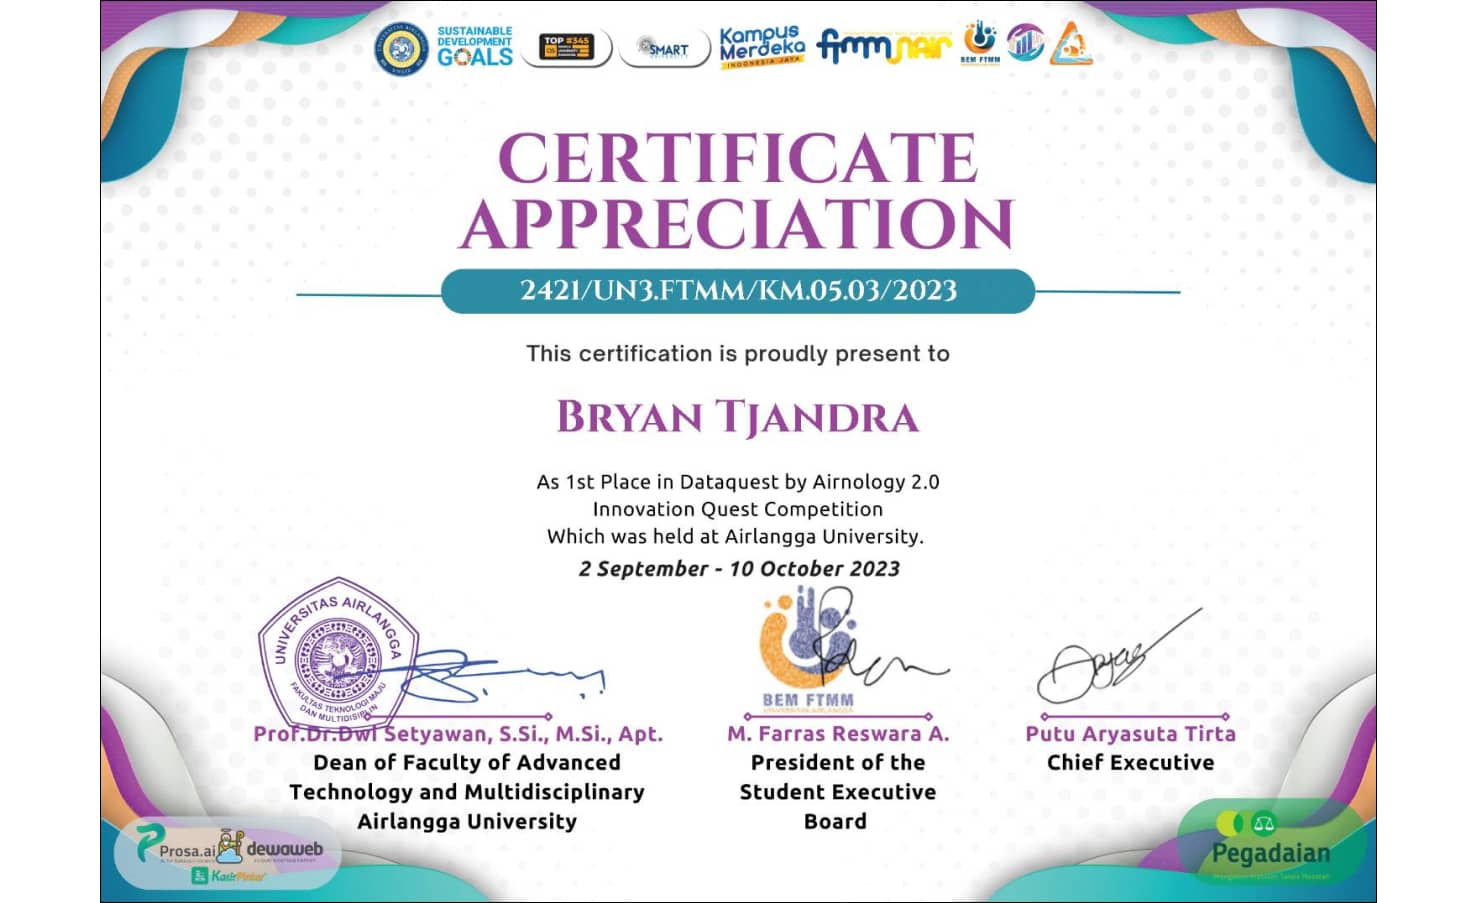 SUSTAINABLE
DEVELOPMENT
GOALS
TOP #345
SMART
UNIVERSITY
Kampus
Merdeka
INDONESIA JAYA
BEM FTMM
CERTIFICATE
APPRECIATION
2421/UN3.FTMM/KM.05.03/2023
This certification is proudly present to
Bryan Tjandra
As 1st Place in Dataquest by Airnology 2.0
Innovation Quest Competition
Which was held at Airlangga University.
2 September - 10 October 2023
UNIVERSITAS AIRLANGGA
FAKULTAS TEKNOLOGI MAJU
DAN MULTIDISIPLIN
BEM FTMM
UNIVERSITAS AIRLANGGA
Prof.Dr.Dwi Setyawan, S.Si., M.Si., Apt.
Dean of Faculty of Advanced
Technology and Multidisciplinary
Airlangga University
M. Farras Reswara A.
President of the
Student Executive
Board
Putu Aryasuta Tirta
Chief Executive
Prosa.ai
dewaweb
KasirPintar
Pegadaian